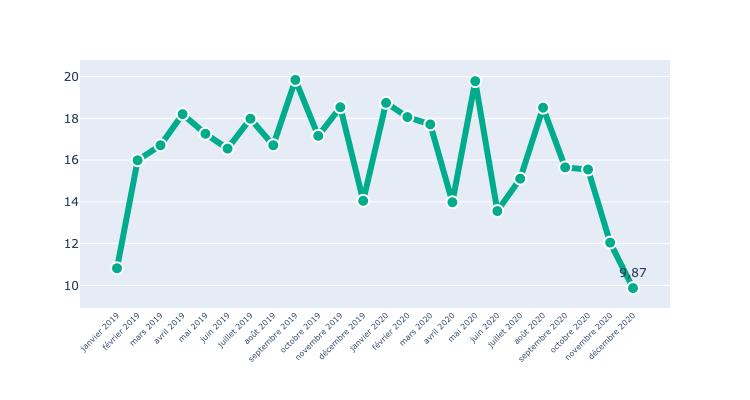 20
18
16
14
12
10
9.87
janvier 2019
février 2019
mars 2019
avril 2019
mai 2019
juin 2019
juillet 2019
août 2019
septembre 2019
octobre 2019
novembre 2019
décembre 2019
janvier 2020
février 2020
mars 2020
avril 2020
mai 2020
juin 2020
juillet 2020
août 2020
septembre 2020
octobre 2020
novembre 2020
décembre 2020